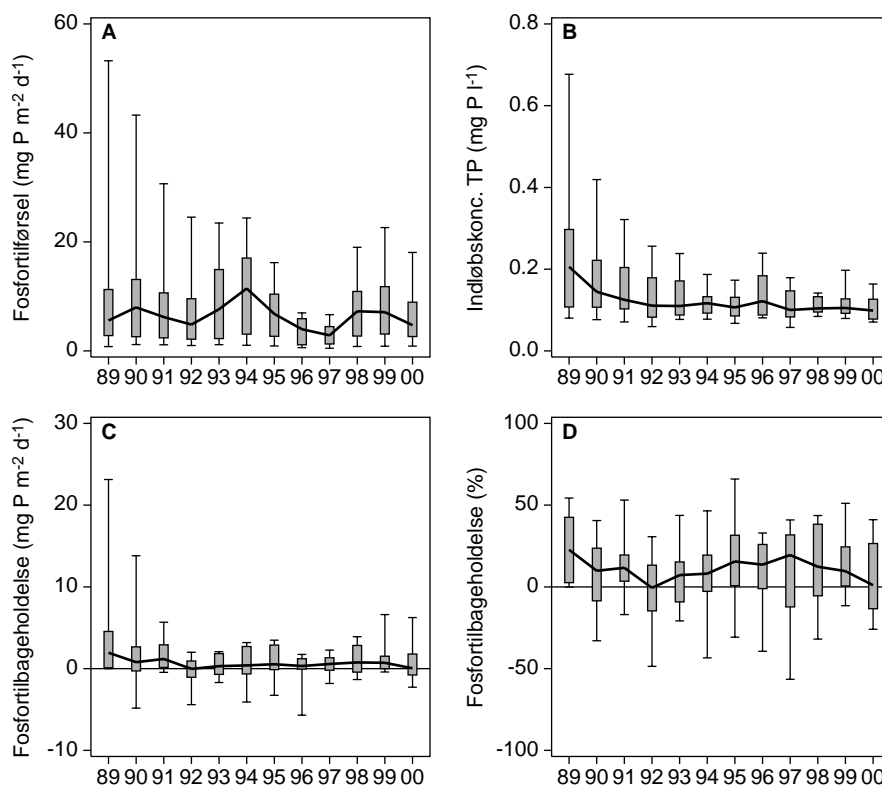 A
Fosfortilførsel (mg P m-2 d-1)
60
40
20
0
89 90 91 92 93 94 95 96 97 98 99 00
B
Indløbskonc. TP (mg P l-1)
0.8
0.6
0.4
0.2
0.0
89 90 91 92 93 94 95 96 97 98 99 00
C
Fosfortilbageholdelse (mg P m-2 d-1)
30
20
10
0
-10
89 90 91 92 93 94 95 96 97 98 99 00
D
Fosfortilbageholdelse (%)
100
50
0
-50
-100
89 90 91 92 93 94 95 96 97 98 99 00